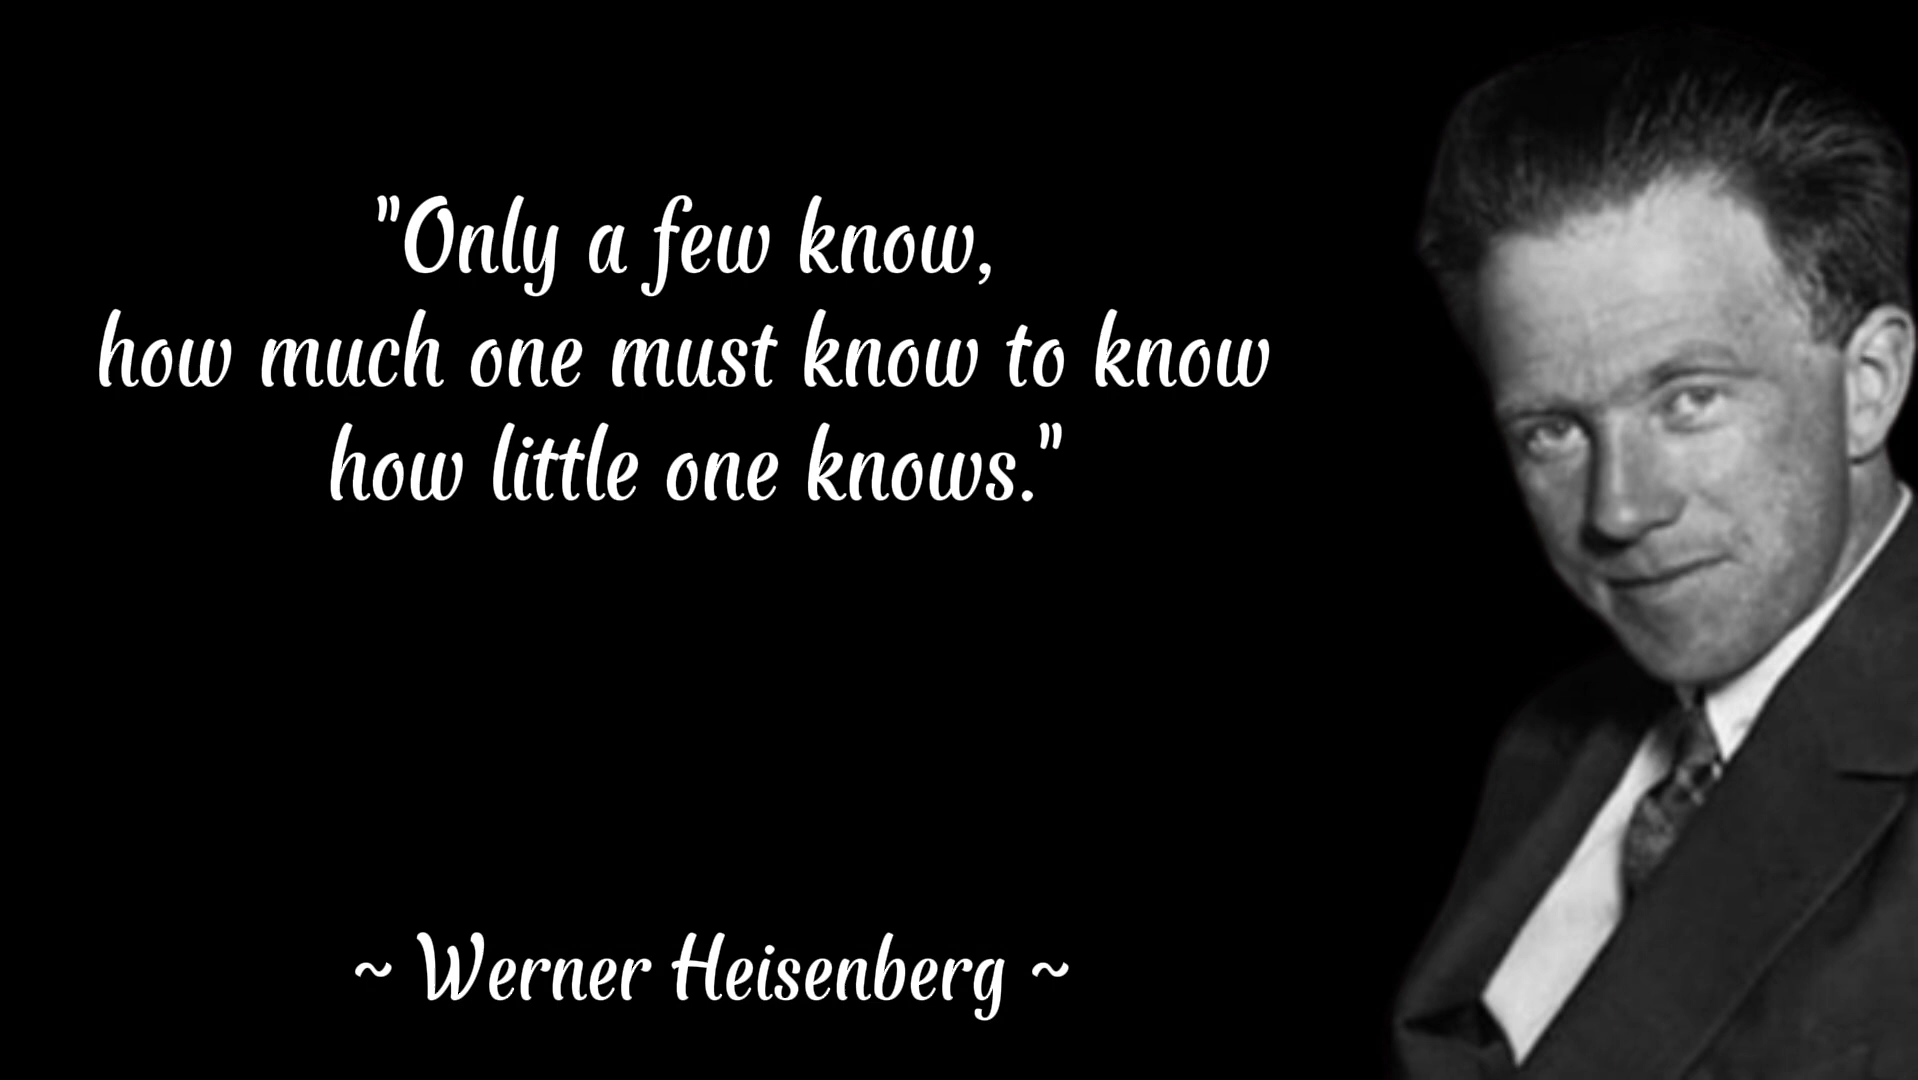 "Only a few know,
how much one must know to know
how little one knows."
~ Werner Heisenberg ~